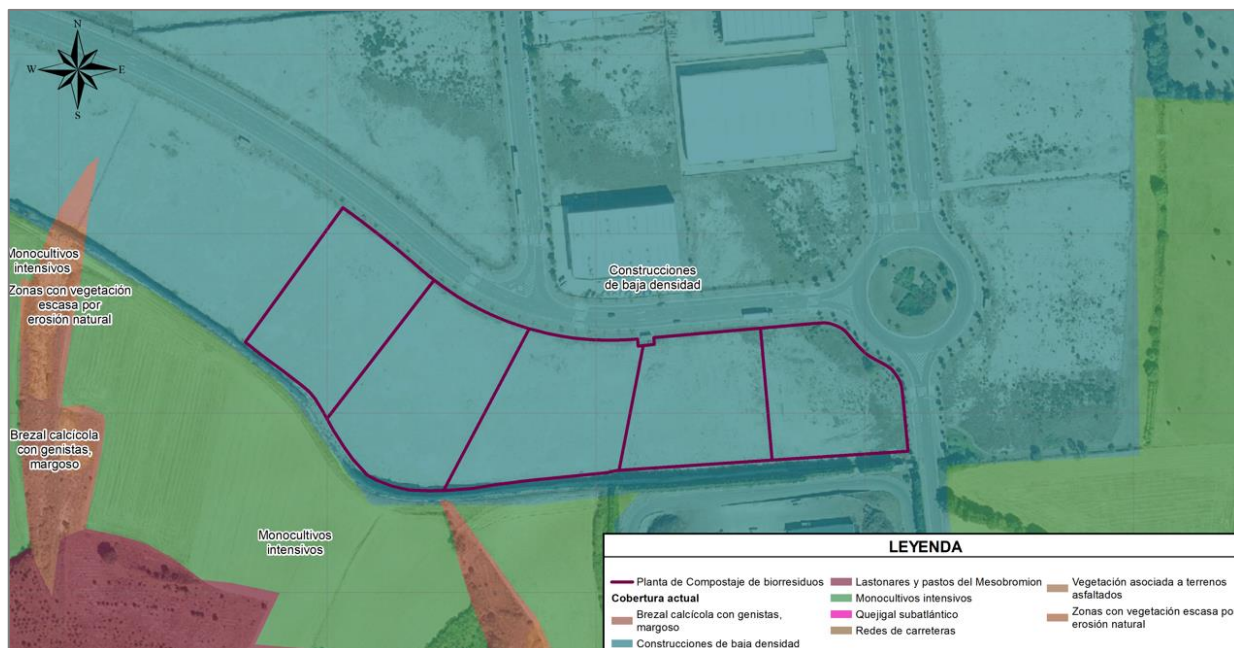 N
W
E
S
Monocultivos
intensivos
Zonas con vegetación
escasa por
erosión natural
Brezal calcícola
con genistas,
margoso
Construcciones
de baja densidad
Monocultivos
intensivos
LEYENDA
Planta de Compostaje de biorresiduos
Cobertura actual
Brezal calcícola con genistas,
margoso
Construcciones de baja densidad
Lastonares y pastos del Mesobromion
Monocultivos intensivos
Quejigal subatlántico
Redes de carreteras
Vegetación asociada a terrenos
asfaltados
Zonas con vegetación escasa por
erosión natural